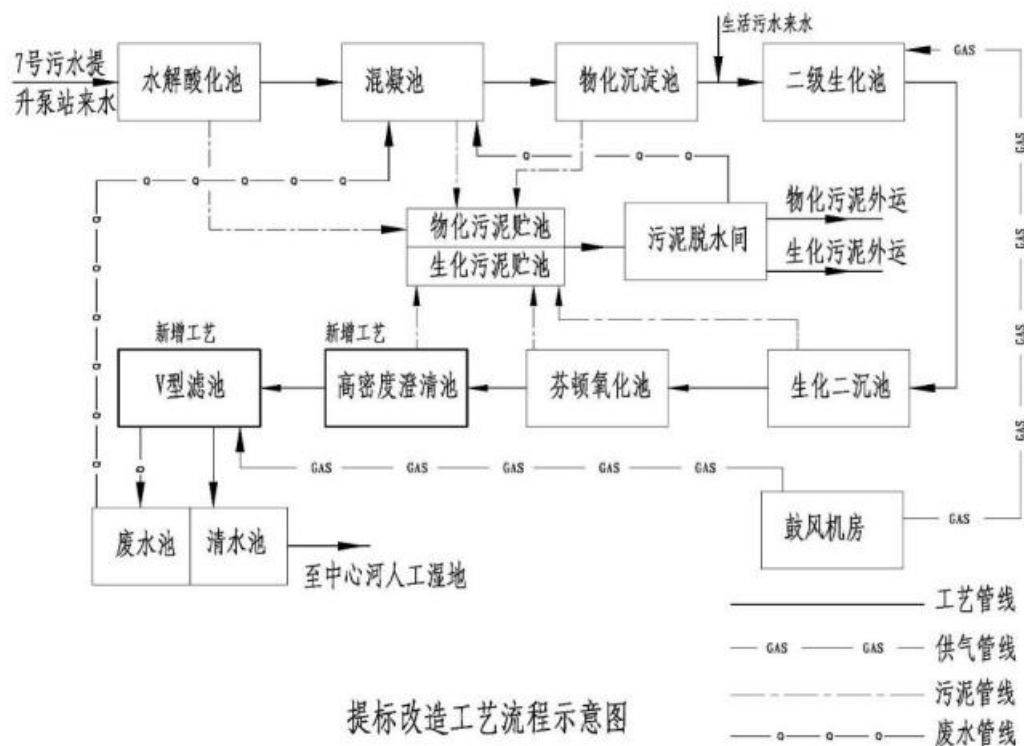 生活污水来水
7号污水提
升泵站来水
水解酸化池
混凝池
物化沉淀池
二级生化池
GAS
GAS
Q
Q
Q
Q
Q
Q
Q
Q
Q
物化污泥贮池
生化污泥贮池
污泥脱水间
物化污泥外运
生化污泥外运
GAS
Q
GAS
新增工艺
新增工艺
V型滤池
高密度澄清池
芬顿氧化池
生化二沉池
Q
Q
GAS
GAS
GAS
GAS
GAS
GAS
废水池
清水池
鼓风机房
GAS
至中心河人工湿地
工艺管线
GAS
GAS
供气管线
污泥管线
Q
Q
Q
废水管线
提标改造工艺流程示意图